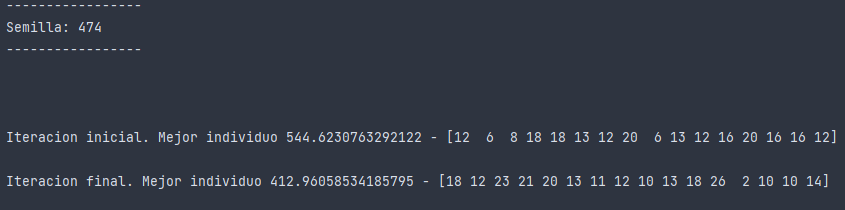 -----------------
Semilla: 474
-----------------
Iteracion inicial. Mejor individuo 544.6230763292122 - [12  6  8 18 18 13 12 20  6 13 12 16 20 16 16 12]
Iteracion final. Mejor individuo 412.96058534185795 - [18 12 23 21 20 13 11 12 10 13 18 26  2 10 10 14]